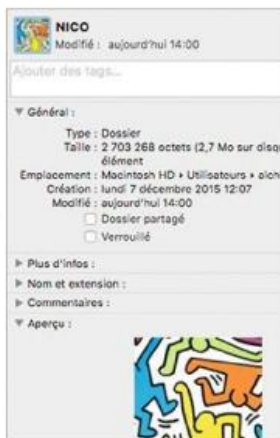 NICO
Modifié : aujourd'hui 14:00
Ajouter des tags...
Général :
Type : Dossier
Taille : 2 703 268 octets (2,7 Mo sur
élément
Emplacement : Macintosh HD ▸ Utilisateurs ▸
Création : lundi 7 décembre 2015 12:07
Modifié : aujourd'hui 14:00
Dossier partagé
Verrouillé
Plus d'infos :
Nom et extension :
Commentaires :
Aperçu :